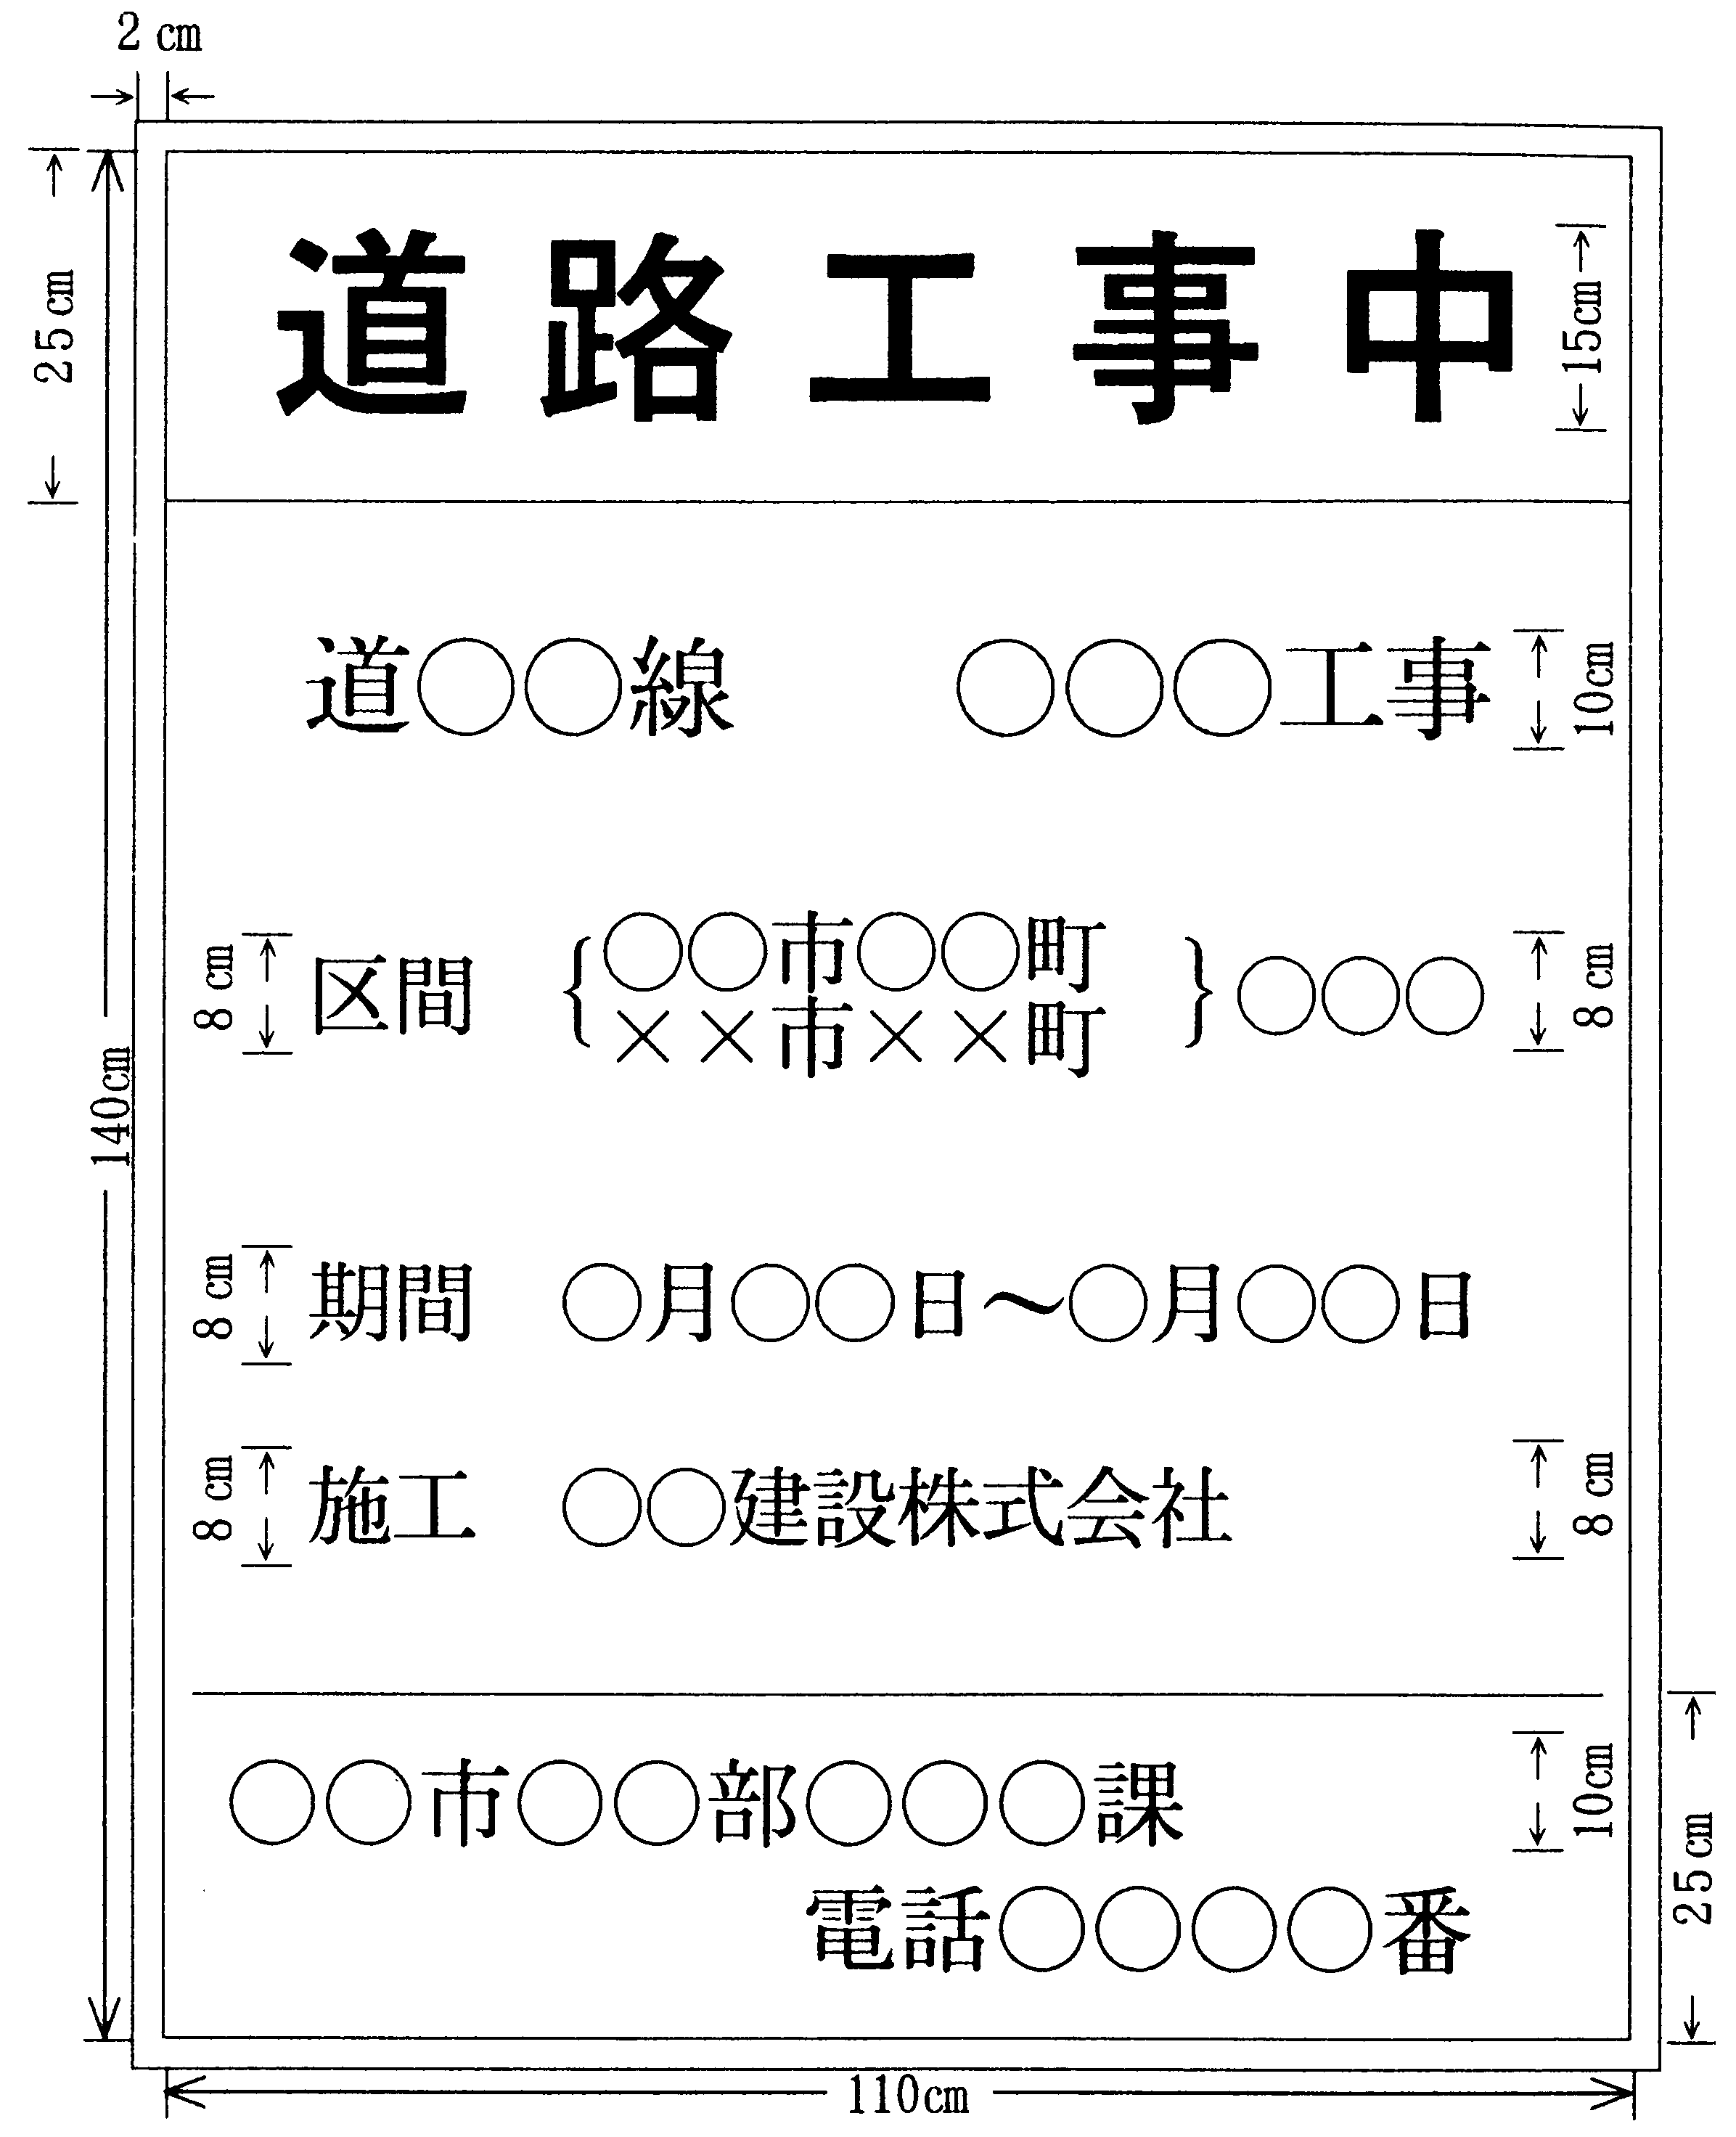 2 cm
25cm
道路工事中
15cm
道○○線 ○○○工事
10cm
8 cm
区間 { ○○市○○町
××市××町 } ○○○
8 cm
140cm
8 cm
期間 ○月○○日～○月○○日
8 cm
施工 ○○建設株式会社
8 cm
○○市○○部○○○課
10cm
電話○○○○番
25cm
110cm